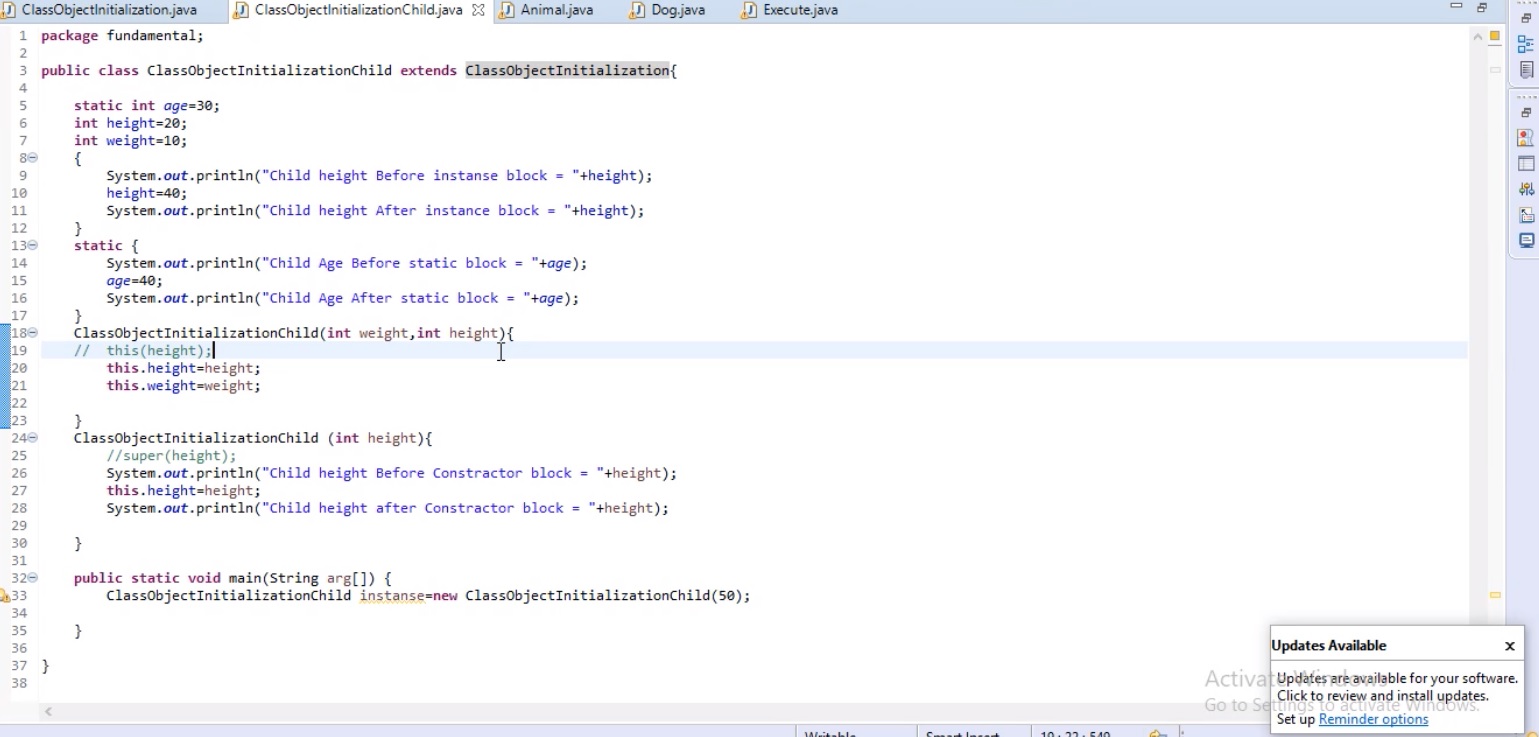 ClassObjectInitialization.java ClassObjectInitializationChild.java Animal.java Dog.java Execute.java
1 package fundamental;
2
3 public class ClassObjectInitializationChild extends ClassObjectInitialization{
4
5 static int age=30;
6 int height=20;
7 int weight=10;
8 {
9 System.out.println("Child height Before instanse block = "+height);
10 height=40;
11 System.out.println("Child height After instance block = "+height);
12 }
13 static {
14 System.out.println("Child Age Before static block = "+age);
15 age=40;
16 System.out.println("Child Age After static block = "+age);
17 }
18 ClassObjectInitializationChild(int weight,int height){
19 // this(height);
20 this.height=height;
21 this.weight=weight;
22
23 }
24 ClassObjectInitializationChild (int height){
25 //super(height);
26 System.out.println("Child height Before Constractor block = "+height);
27 this.height=height;
28 System.out.println("Child height after Constractor block = "+height);
29
30 }
31
32 public static void main(String arg[]) {
33 ClassObjectInitializationChild instanse=new ClassObjectInitializationChild(50);
34
35 }
36
37 }
38
Updates Available x
Activate Windows
Updates are available for your software.
Click to review and install updates.
Go to Settings to activate Windows.
Set up Reminder options
Writable Smart Insert 19 : 22 : 549